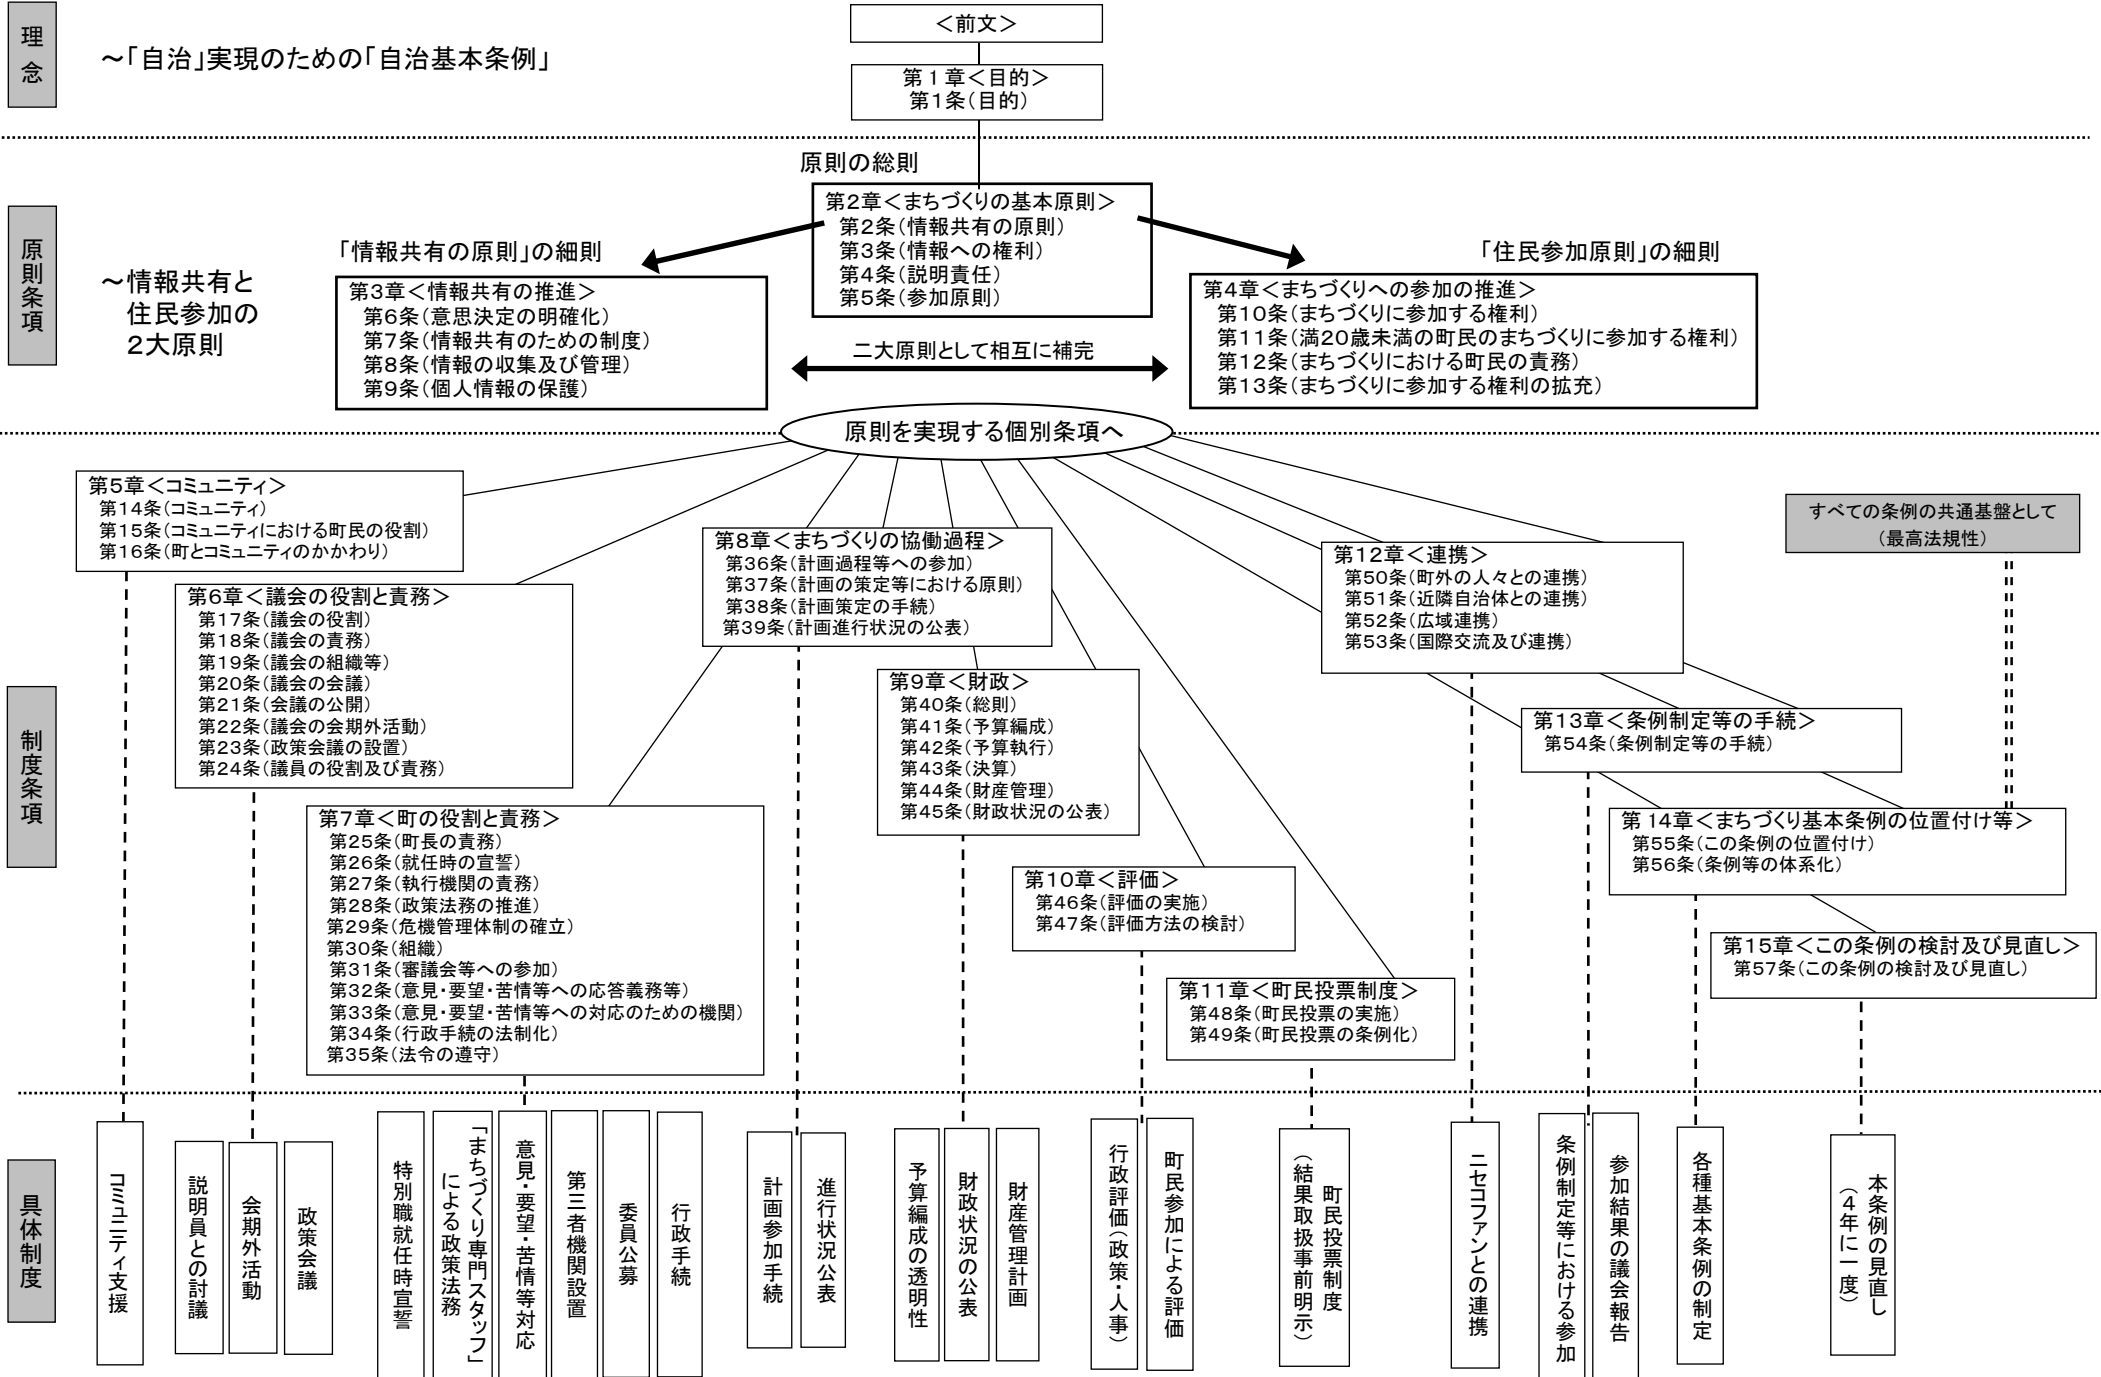 理念
～「自治」実現のための「自治基本条例」
＜前文＞
第１章＜目的＞
第1条（目的）
原則条項
～情報共有と
住民参加の
2大原則
原則の総則
第2章＜まちづくりの基本原則＞
第2条（情報共有の原則）
第3条（情報への権利）
第4条（説明責任）
第5条（参加原則）
「情報共有の原則」の細則
第3章＜情報共有の推進＞
第6条（意思決定の明確化）
第7条（情報共有のための制度）
第8条（情報の収集及び管理）
第9条（個人情報の保護）
二大原則として相互に補完
「住民参加原則」の細則
第4章＜まちづくりへの参加の推進＞
第10条（まちづくりに参加する権利）
第11条（満20歳未満の町民のまちづくりに参加する権利）
第12条（まちづくりにおける町民の責務）
第13条（まちづくりに参加する権利の拡充）
原則を実現する個別条項へ
制度条項
第5章＜コミュニティ＞
第14条（コミュニティ）
第15条（コミュニティにおける町民の役割）
第16条（町とコミュニティのかかわり）
第6章＜議会の役割と責務＞
第17条（議会の役割）
第18条（議会の責務）
第19条（議会の組織等）
第20条（議会の会議）
第21条（会議の公開）
第22条（議会の会期外活動）
第23条（政策会議の設置）
第24条（議員の役割及び責務）
第7章＜町の役割と責務＞
第25条（町長の責務）
第26条（就任時の宣誓）
第27条（執行機関の責務）
第28条（政策法務の推進）
第29条（危機管理体制の確立）
第30条（組織）
第31条（審議会等への参加）
第32条（意見・要望・苦情等への応答義務等）
第33条（意見・要望・苦情等への対応のための機関）
第34条（行政手続の法制化）
第35条（法令の遵守）
第8章＜まちづくりの協働過程＞
第36条（計画過程等への参加）
第37条（計画の策定等における原則）
第38条（計画策定の手続）
第39条（計画進行状況の公表）
第9章＜財政＞
第40条（総則）
第41条（予算編成）
第42条（予算執行）
第43条（決算）
第44条（財産管理）
第45条（財政状況の公表）
第10章＜評価＞
第46条（評価の実施）
第47条（評価方法の検討）
第11章＜町民投票制度＞
第48条（町民投票の実施）
第49条（町民投票の条例化）
第12章＜連携＞
第50条（町外の人々との連携）
第51条（近隣自治体との連携）
第52条（広域連携）
第53条（国際交流及び連携）
第13章＜条例制定等の手続＞
第54条（条例制定等の手続）
すべての条例の共通基盤として
（最高法規性）
第14章＜まちづくり基本条例の位置付け等＞
第55条（この条例の位置付け）
第56条（条例等の体系化）
第15章＜この条例の検討及び見直し＞
第57条（この条例の検討及び見直し）
具体制度
コミュニティ支援
説明員との討議
会期外活動
政策会議
特別職就任時宣誓
「まちづくり専門スタッフ」
による政策法務
意見・要望・苦情等対応
第三者機関設置
委員公募
行政手続
計画参加手続
進行状況公表
予算編成の透明性
財政状況の公表
財産管理計画
行政評価（政策・人事）
町民参加による評価
町民投票制度
（結果取扱事前明示）
ニセコファンとの連携
条例制定等における参加
参加結果の議会報告
各種基本条例の制定
本条例の見直し
（４年に一度）